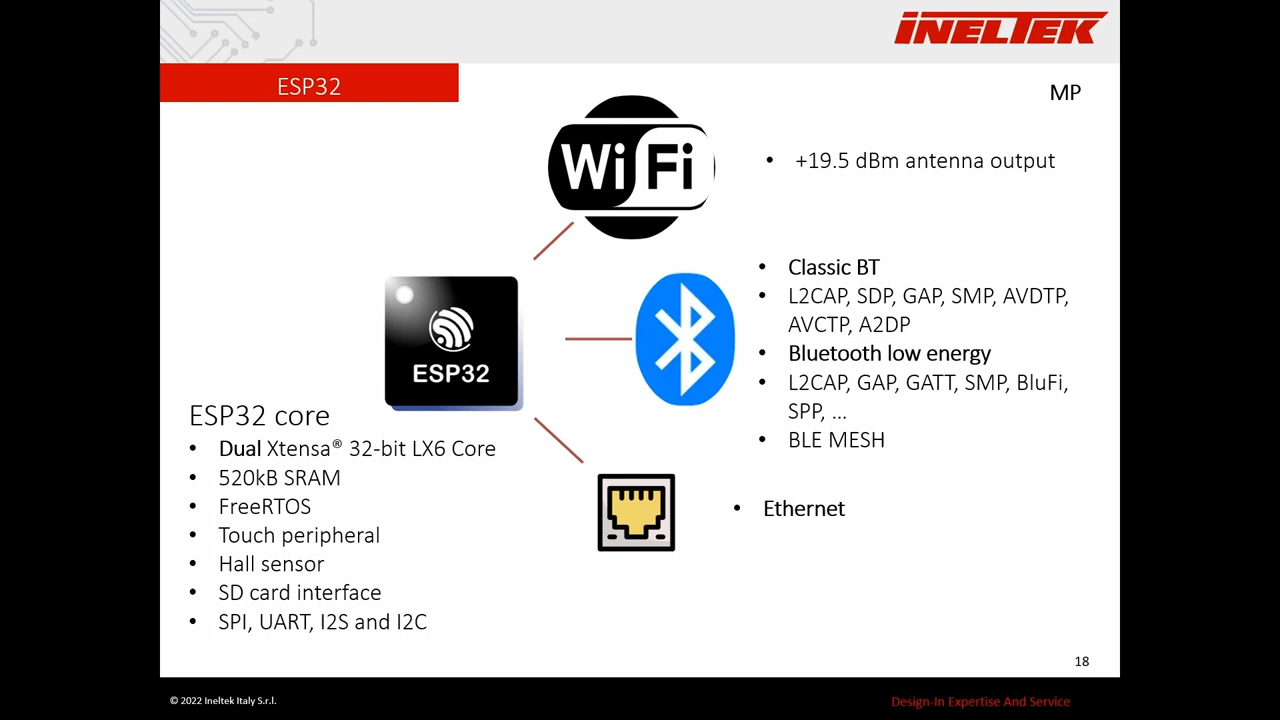 INELTEK
ESP32
MP
WiFi
+19.5 dBm antenna output
• Classic BT
• L2CAP, SDP, GAP, SMP, AVDTP,
AVCTP, A2DP
• Bluetooth low energy
• L2CAP, GAP, GATT, SMP, BluFi,
SPP, ...
• BLE MESH
ESP32
ESP32 core
• Dual Xtensa® 32-bit LX6 Core
• 520kB SRAM
• FreeRTOS
• Touch peripheral
• Hall sensor
• SD card interface
• SPI, UART, I2S and I2C
• Ethernet
18
© 2022 Ineltek Italy S.r.l.
Design-In Expertise And Service